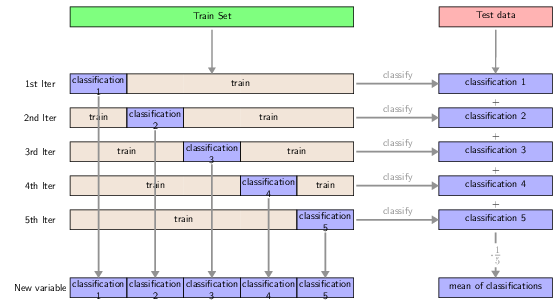 Train Set
Test data
1st Iter
classification
1
train
classify
classification 1
+
2nd Iter
train
classification
2
train
classify
classification 2
+
3rd Iter
train
classification
3
train
classify
classification 3
+
4th Iter
train
classification
4
train
classify
classification 4
+
5th Iter
train
classification
5
classify
classification 5
· 1/5
New variable
classification
1
classification
2
classification
3
classification
4
classification
5
mean of classifications